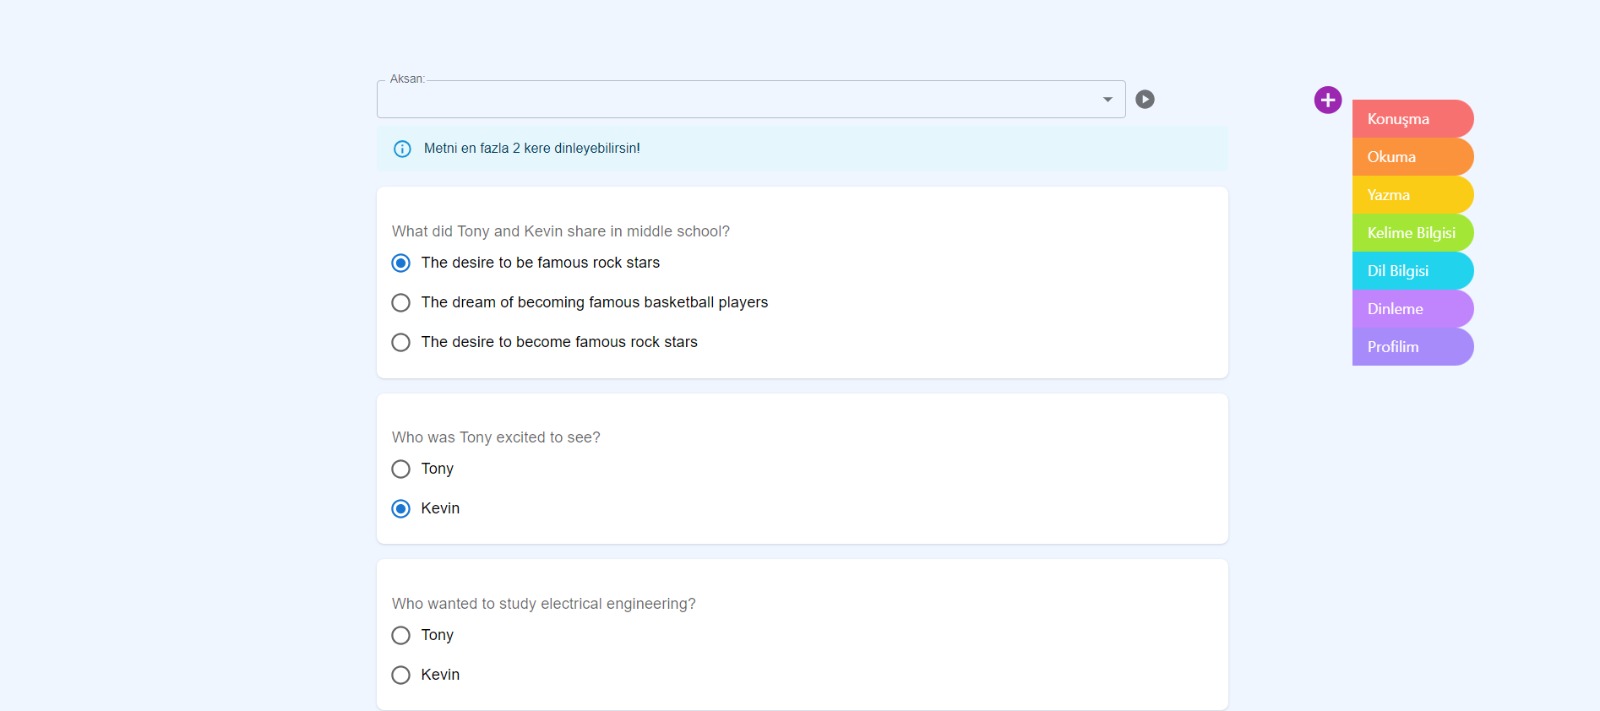 Aksan:
Metni en fazla 2 kere dinleyebilirsin!
What did Tony and Kevin share in middle school?
The desire to be famous rock stars
The dream of becoming famous basketball players
The desire to become famous rock stars
Who was Tony excited to see?
Tony
Kevin
Who wanted to study electrical engineering?
Tony
Kevin
Konuşma
Okuma
Yazma
Kelime Bilgisi
Dil Bilgisi
Dinleme
Profilim